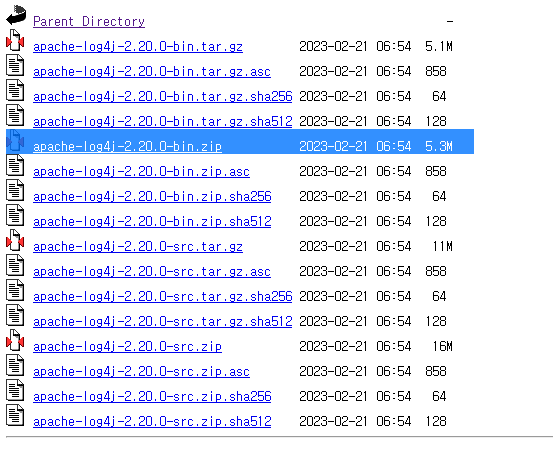 Parent Directory -
apache-log4j-2.20.0-bin.tar.gz 2023-02-21 06:54 5.1M
apache-log4j-2.20.0-bin.tar.gz.asc 2023-02-21 06:54 858
apache-log4j-2.20.0-bin.tar.gz.sha256 2023-02-21 06:54 64
apache-log4j-2.20.0-bin.tar.gz.sha512 2023-02-21 06:54 128
apache-log4j-2.20.0-bin.zip 2023-02-21 06:54 5.3M
apache-log4j-2.20.0-bin.zip.asc 2023-02-21 06:54 858
apache-log4j-2.20.0-bin.zip.sha256 2023-02-21 06:54 64
apache-log4j-2.20.0-bin.zip.sha512 2023-02-21 06:54 128
apache-log4j-2.20.0-src.tar.gz 2023-02-21 06:54 11M
apache-log4j-2.20.0-src.tar.gz.asc 2023-02-21 06:54 858
apache-log4j-2.20.0-src.tar.gz.sha256 2023-02-21 06:54 64
apache-log4j-2.20.0-src.tar.gz.sha512 2023-02-21 06:54 128
apache-log4j-2.20.0-src.zip 2023-02-21 06:54 16M
apache-log4j-2.20.0-src.zip.asc 2023-02-21 06:54 858
apache-log4j-2.20.0-src.zip.sha256 2023-02-21 06:54 64
apache-log4j-2.20.0-src.zip.sha512 2023-02-21 06:54 128